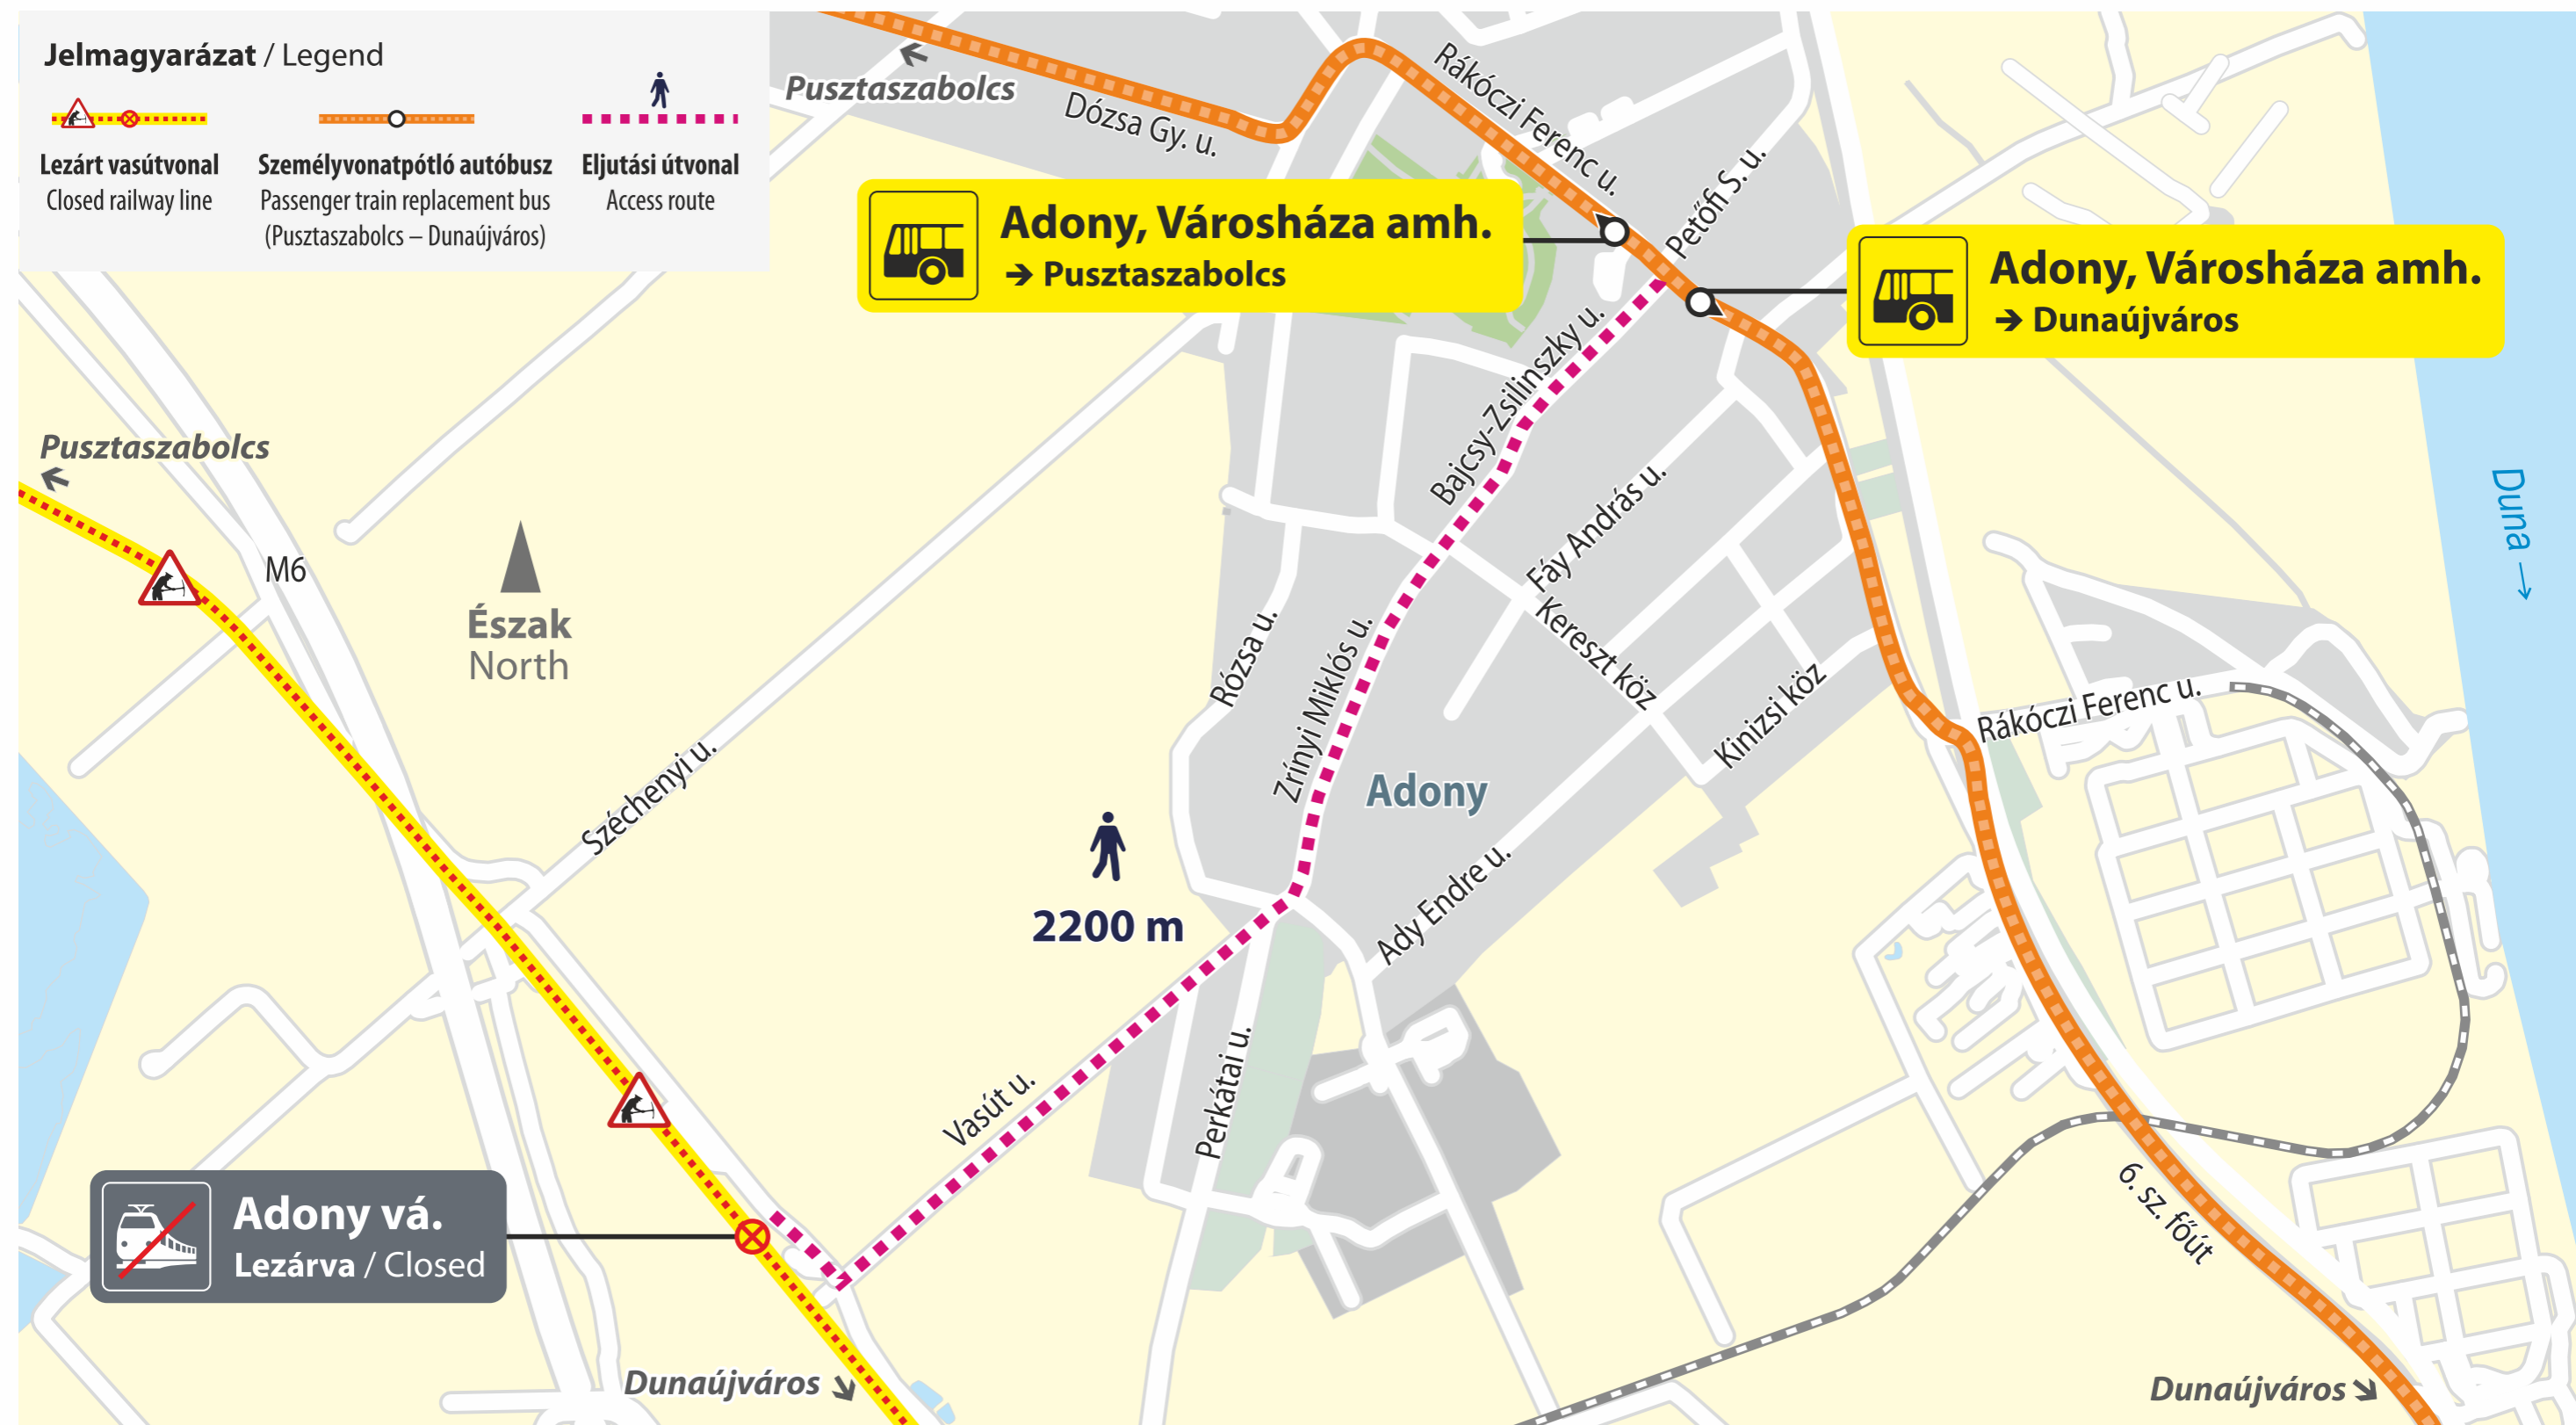 Jelmagyarázat / Legend
Lezárt vasútvonal
Closed railway line
Személyvonatpótló autóbusz
Passenger train replacement bus
(Pusztaszabolcs – Dunaújváros)
Eljutási útvonal
Access route
Pusztaszabolcs
Dózsa Gy. u.
Rákóczi Ferenc u.
Petőfi S. u.
Adony, Városháza amh.
→ Pusztaszabolcs
Adony, Városháza amh.
→ Dunaújváros
Bajcsy-Zsilinszky u.
Pusztaszabolcs
M6
Észak
North
Fáy András u.
Duna →
Rózsa u.
Zrínyi Miklós u.
Kereszt köz
Kinizsi köz
Rákóczi Ferenc u.
Széchenyi u.
Adony
2200 m
Ady Endre u.
Vasút u.
Perkátai u.
Adony vá.
Lezárva / Closed
6. sz. főút
Dunaújváros
Dunaújváros